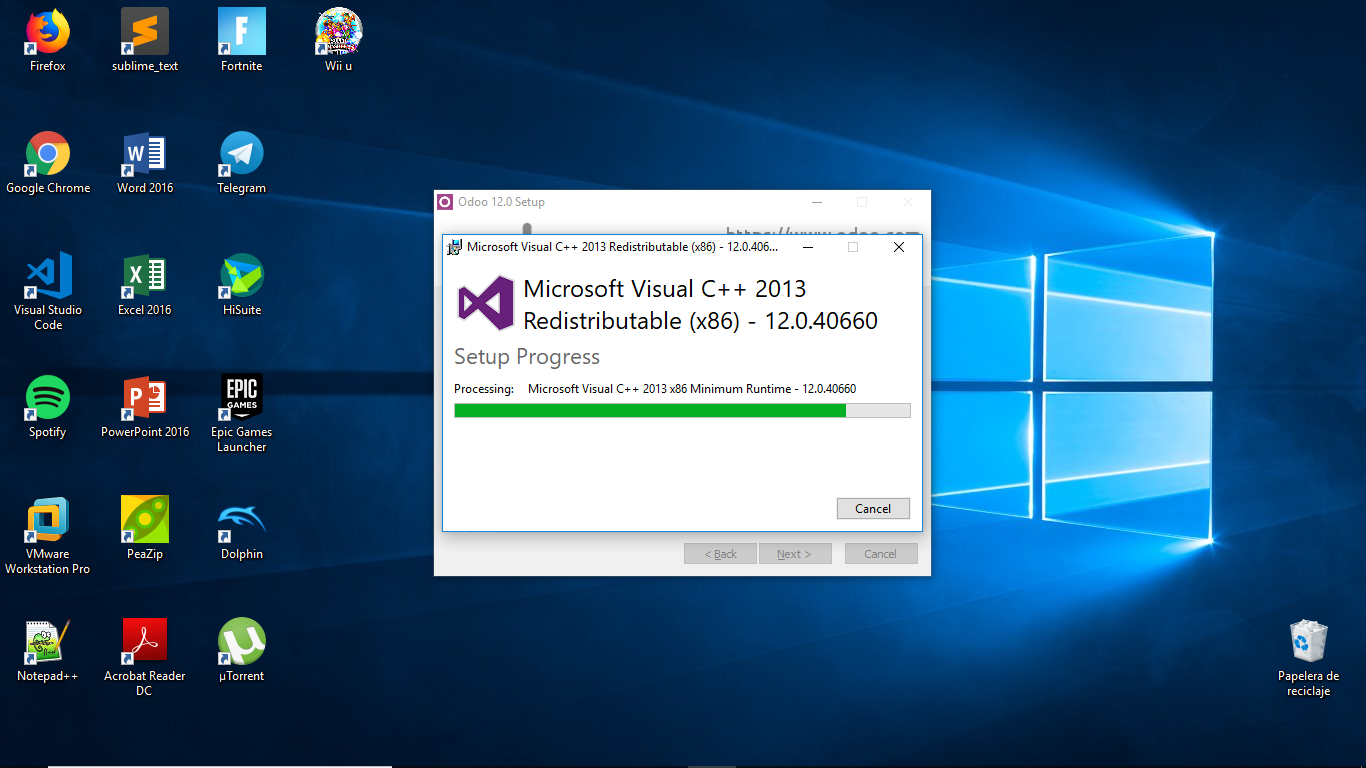 Firefox
sublime_text
Fortnite
Wii u
Google Chrome
Word 2016
Telegram
Visual Studio
Code
Excel 2016
HiSuite
Spotify
PowerPoint 2016
EPIC
GAMES
Epic Games
Launcher
VMware
Workstation Pro
PeaZip
Dolphin
Notepad++
Acrobat Reader
DC
µTorrent
Odoo 12.0 Setup
https://www.odoo.com
Microsoft Visual C++ 2013 Redistributable (x86) - 12.0.406...
Microsoft Visual C++ 2013
Redistributable (x86) - 12.0.40660
Setup Progress
Processing: Microsoft Visual C++ 2013 x86 Minimum Runtime - 12.0.40660
Cancel
< Back
Next >
Cancel
Papelera de
reciclaje